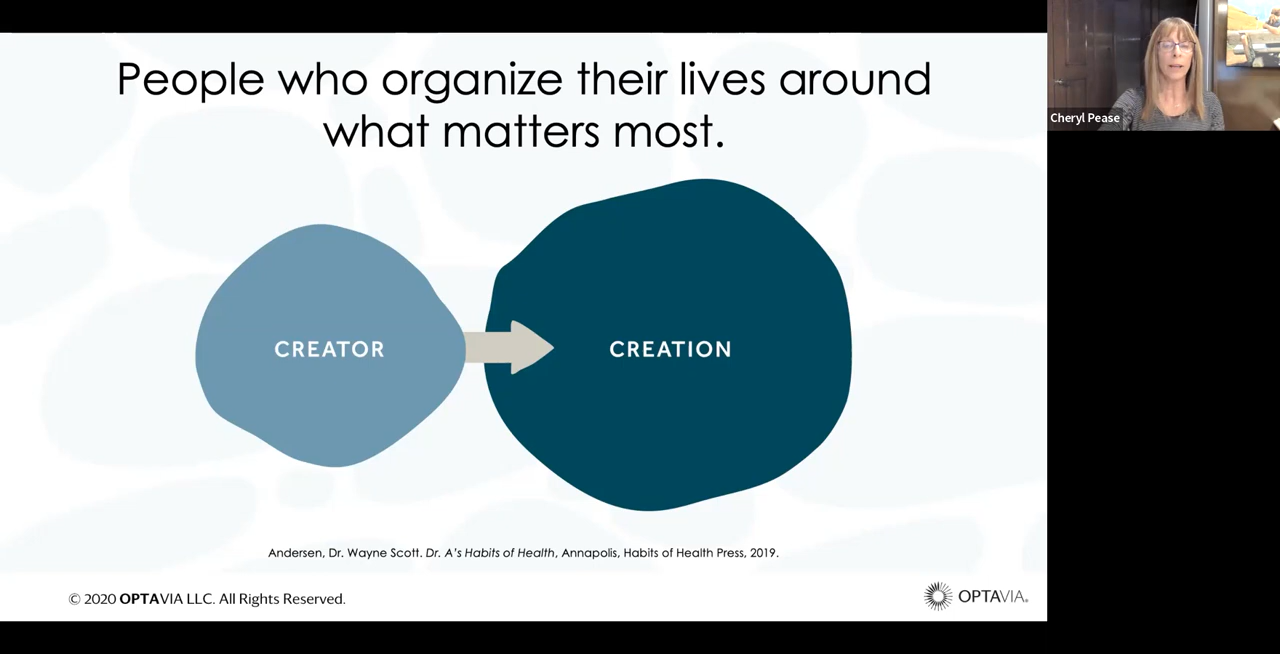 People who organize their lives around
what matters most.
CREATOR
CREATION
Andersen, Dr. Wayne Scott. Dr. A's Habits of Health, Annapolis, Habits of Health Press, 2019.
© 2020 OPTAVIA LLC. All Rights Reserved.
OPTAVIA®
Cheryl Pease